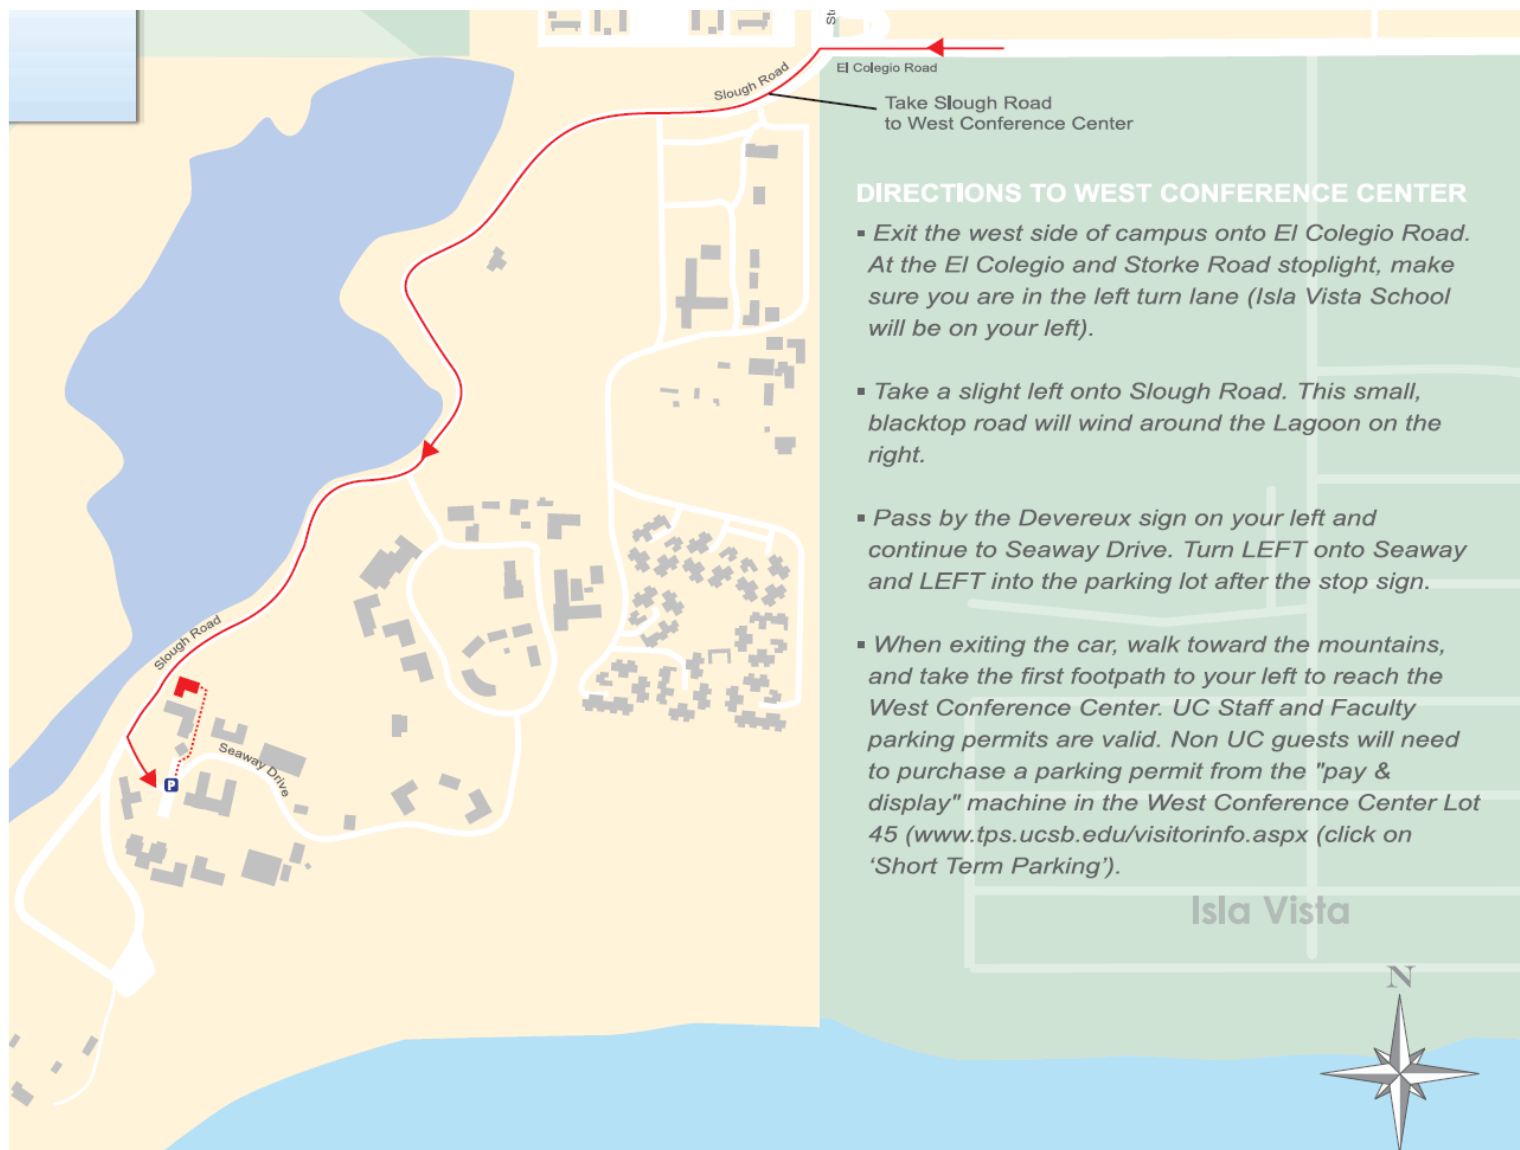 St
El Colegio Road
Slough Road
Take Slough Road
to West Conference Center
DIRECTIONS TO WEST CONFERENCE CENTER
▪ Exit the west side of campus onto El Colegio Road.
At the El Colegio and Storke Road stoplight, make
sure you are in the left turn lane (Isla Vista School
will be on your left).
▪ Take a slight left onto Slough Road. This small,
blacktop road will wind around the Lagoon on the
right.
▪ Pass by the Devereux sign on your left and
continue to Seaway Drive. Turn LEFT onto Seaway
and LEFT into the parking lot after the stop sign.
▪ When exiting the car, walk toward the mountains,
and take the first footpath to your left to reach the
West Conference Center. UC Staff and Faculty
parking permits are valid. Non UC guests will need
to purchase a parking permit from the "pay &
display" machine in the West Conference Center Lot
45 (www.tps.ucsb.edu/visitorinfo.aspx (click on
‘Short Term Parking’).
Slough Road
Seaway Drive
P
Isla Vista
N